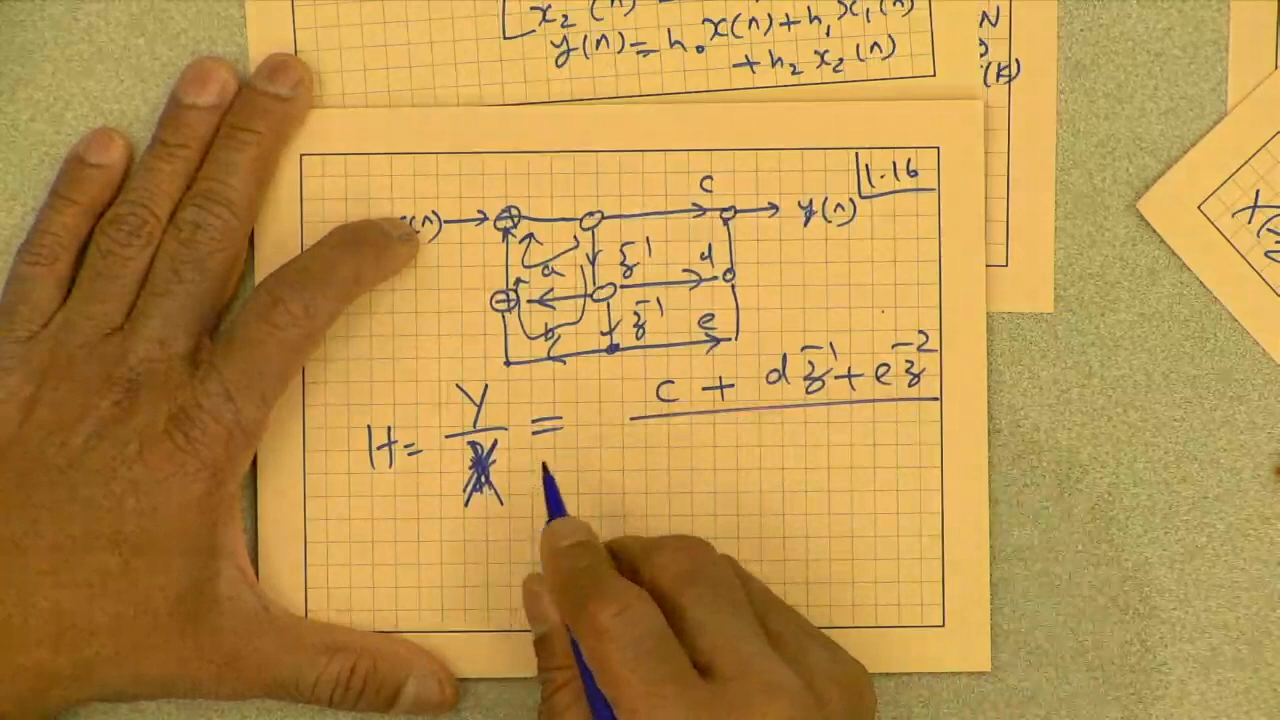 x₂(n)
y(n) = h₀ x(n) + h₁ x₁(n)
+ h₂ x₂(n)
N
(k)
1.16
c
(n)
y(n)
a
z⁻¹
d
b
z⁻¹
e
H = Y/X = 
c + d z⁻¹ + e z⁻²